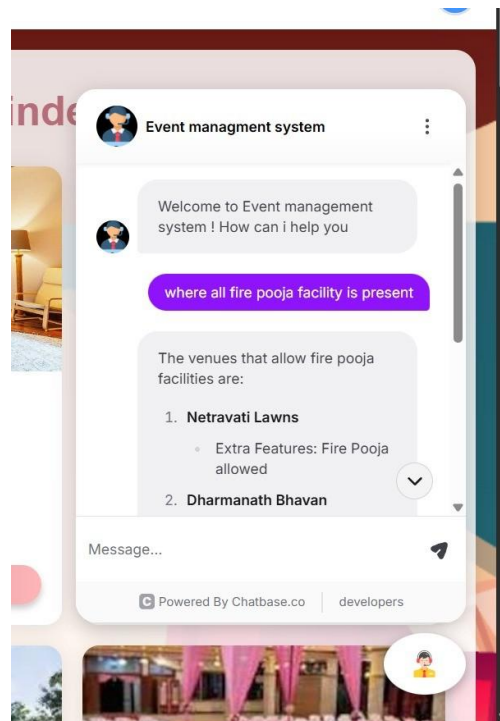 inde
Event managment system
Welcome to Event management
system ! How can i help you
where all fire pooja facility is present
The venues that allow fire pooja
facilities are:
1. Netravati Lawns
Extra Features: Fire Pooja
allowed
2. Dharmanath Bhavan
Message...
C Powered By Chatbase.co
developers